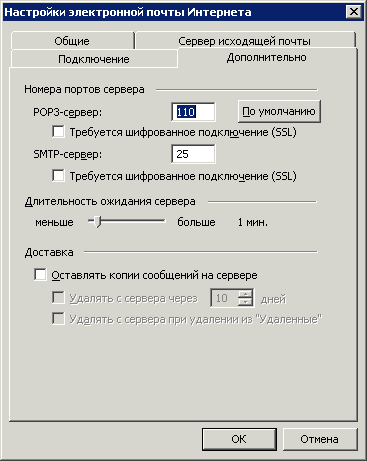 Настройки электронной почты Интернета
Общие Сервер исходящей почты
Подключение Дополнительно
Номера портов сервера
POP3-сервер: 110 По умолчанию
Требуется шифрованное подключение (SSL)
SMTP-сервер: 25
Требуется шифрованное подключение (SSL)
Длительность ожидания сервера
меньше больше 1 мин.
Доставка
Оставлять копии сообщений на сервере
Удалять с сервера через 10 дней
Удалять с сервера при удалении из "Удаленные"
ОК Отмена